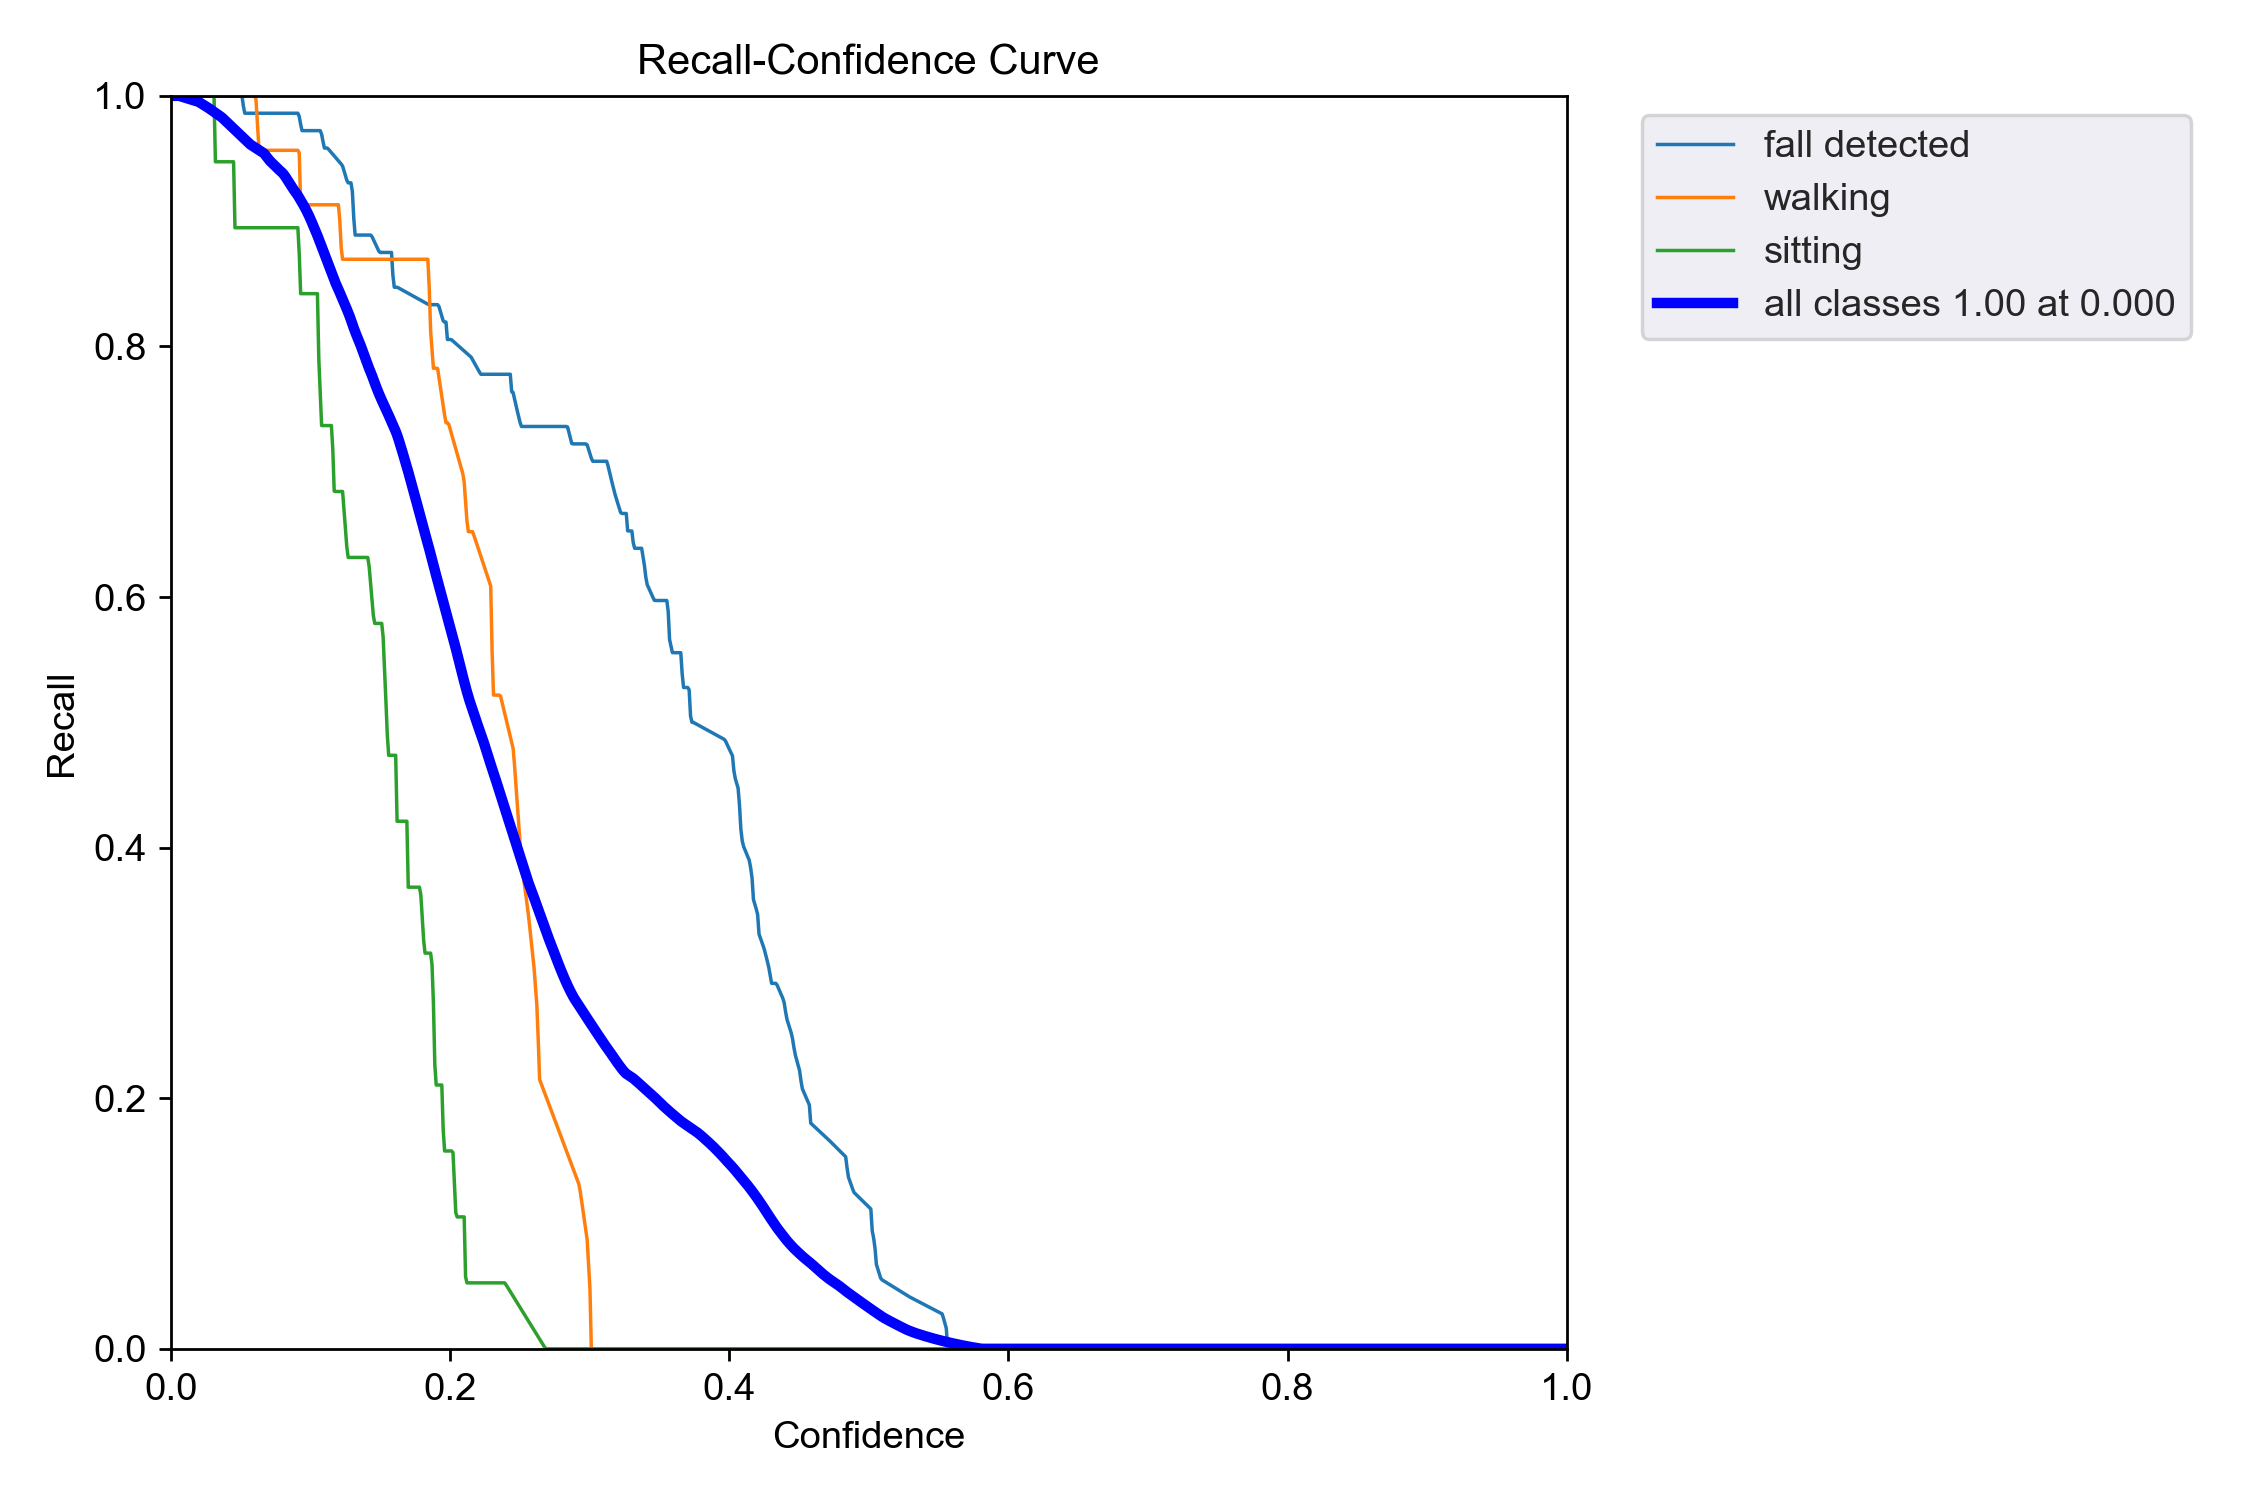 Recall-Confidence Curve
1.0
0.8
0.6
0.4
0.2
0.0
Recall
0.0 0.2 0.4 0.6 0.8 1.0
Confidence
fall detected
walking
sitting
all classes 1.00 at 0.000